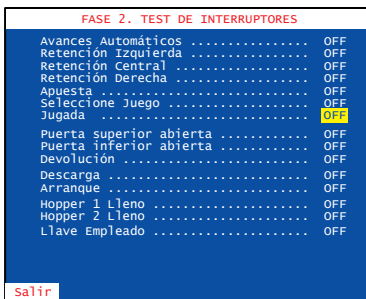 FASE 2. TEST DE INTERRUPTORES
Avances Automáticos ................ OFF
Retención Izquierda ................ OFF
Retención Central .................. OFF
Retención Derecha .................. OFF
Apuesta ............................ OFF
Seleccione Juego ................... OFF
Jugada ............................ OFF
Puerta superior abierta ............ OFF
Puerta inferior abierta ............ OFF
Devolución ......................... OFF
Descarga ........................... OFF
Arranque ........................... OFF
Hopper 1 Lleno ..................... OFF
Hopper 2 Lleno ..................... OFF
Llave Empleado ..................... OFF
Salir